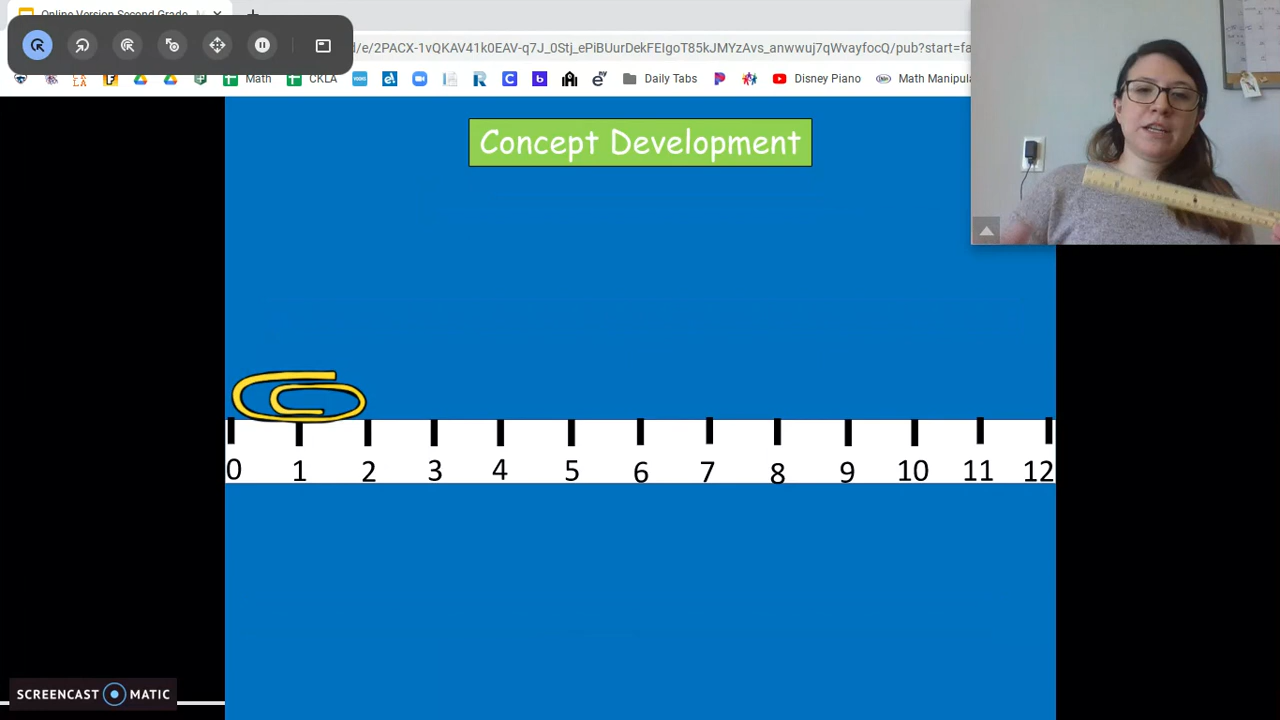 Online Version Second Grade
d/e/2PACX-1vQKAV41k0EAV-q7J_0Stj_ePiBUurDekFEIgoT85kJMYzAvs_anwwuj7qWvayfocQ/pub?start=fa
Math CKLA Daily Tabs Disney Piano Math Manipula
Concept Development
0 1 2 3 4 5 6 7 8 9 10 11 12
SCREENCAST MATIC